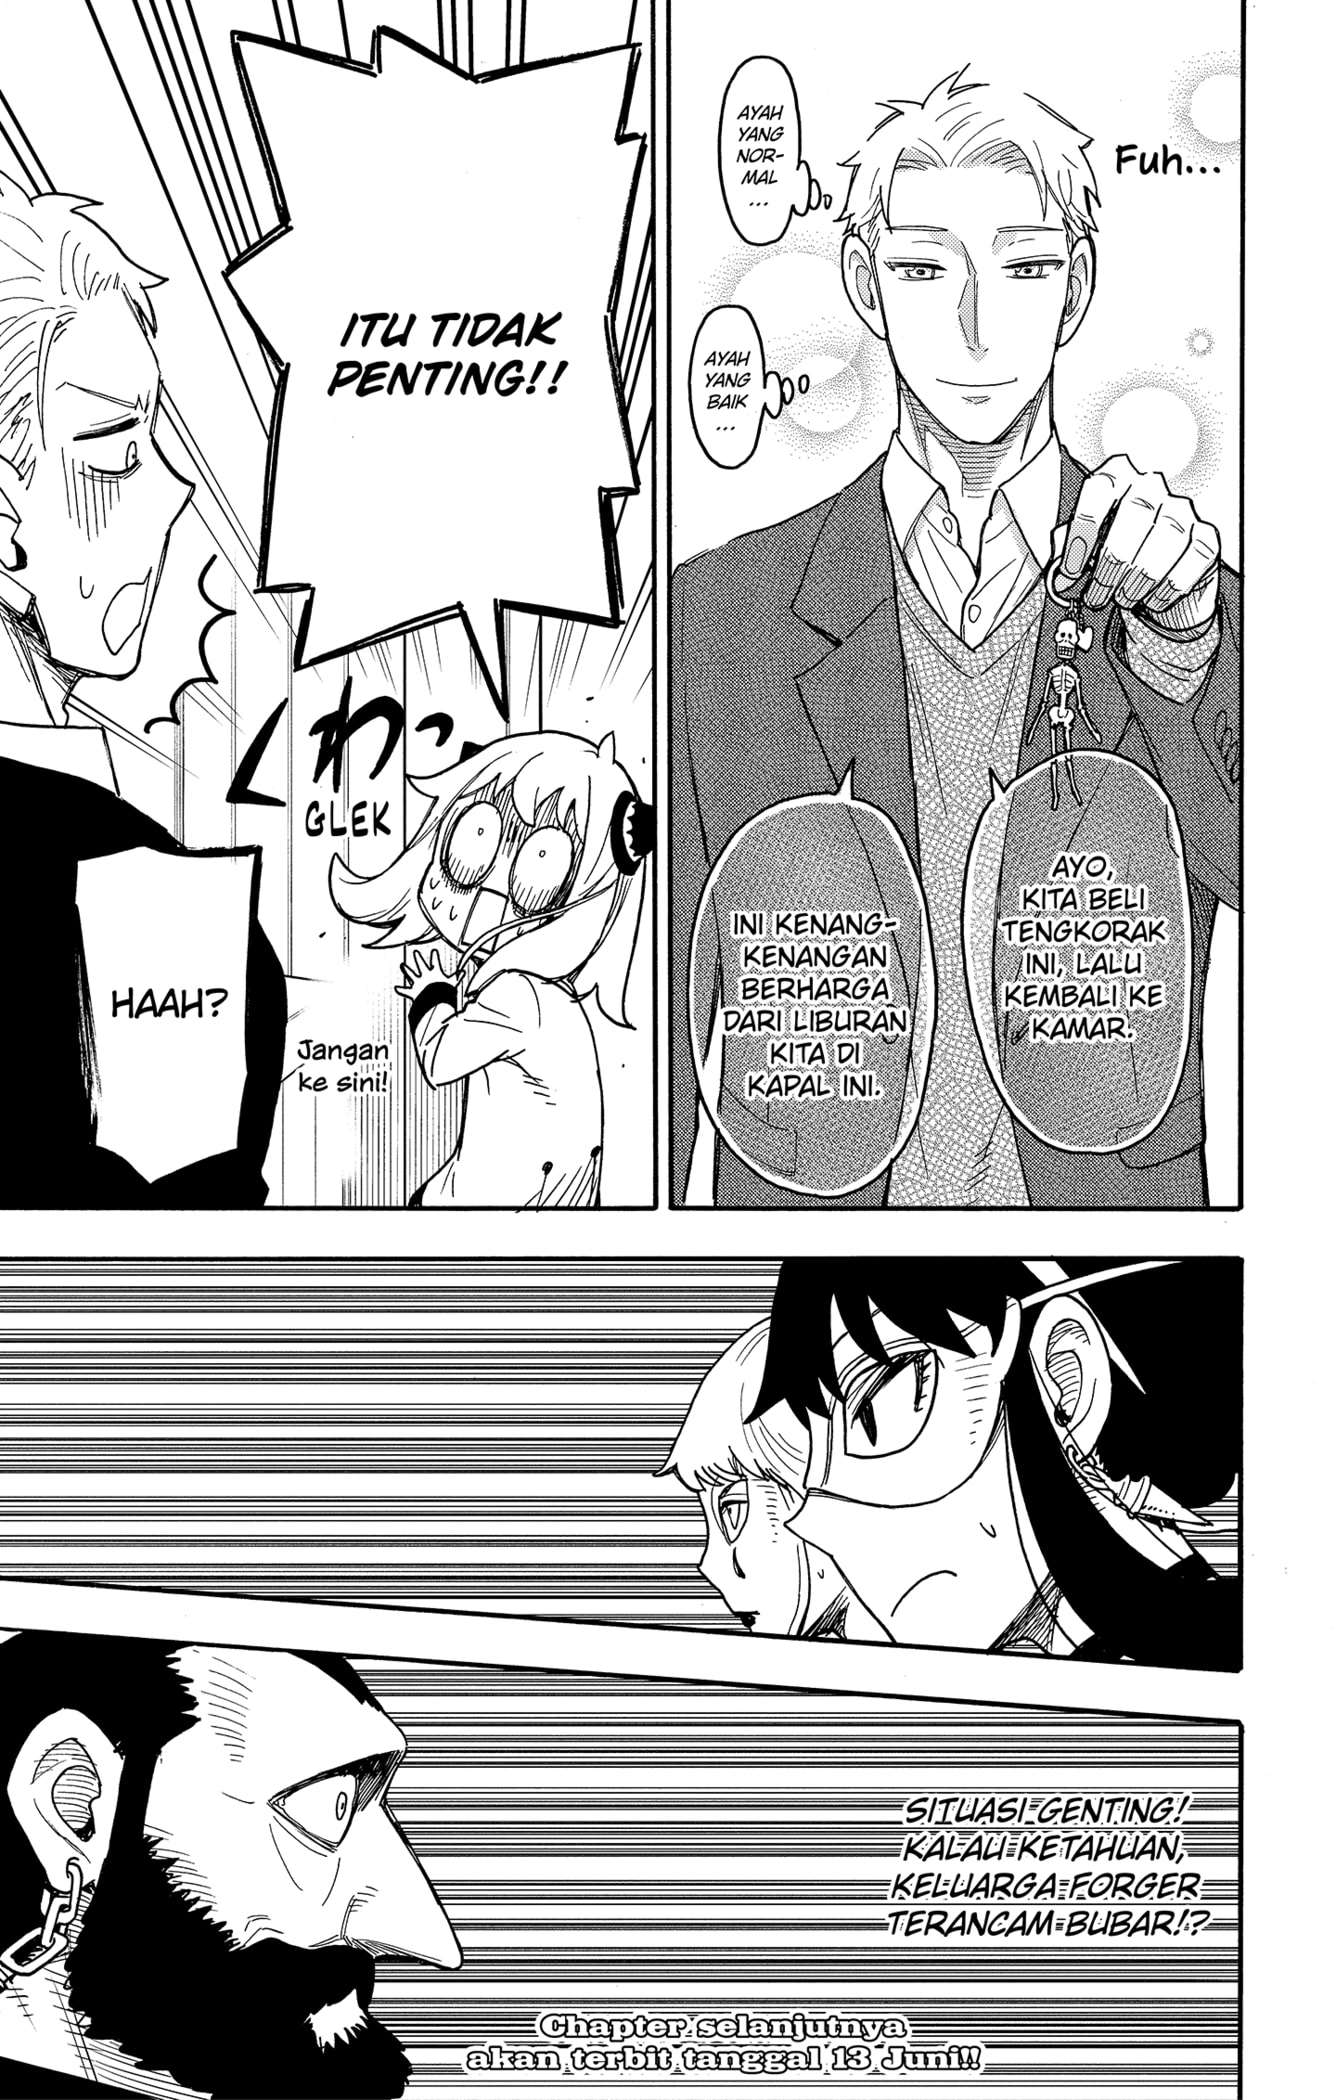 Fuh...
AYAH
YANG
NOR-
MAL
...
AYAH
YANG
BAIK
...
AYO,
KITA BELI
TENGKORAK
INI, LALU
KEMBALI KE
KAMAR.
INI KENANG-
KENANGAN
BERHARGA
DARI LIBURAN
KITA DI
KAPAL INI.
ITU TIDAK
PENTING!!
くわっ
GLEK
Jangan
ke sini!
HAAH?
SITUASI GENTING!
KALAU KETAHUAN,
KELUARGA FORGER
TERANCAM BUBAR!?
Chapter selanjutnya
akan terbit tanggal 13 Juni!!